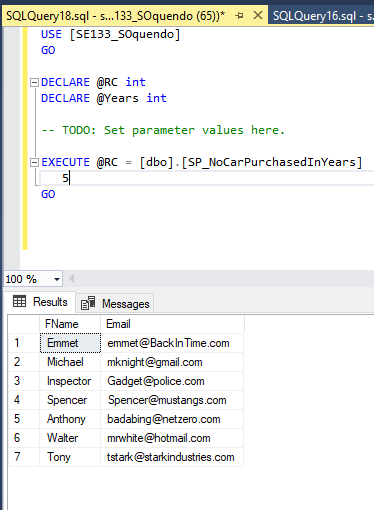 SQLQuery18.sql - s...133_SOquendo (65))*
SQLQuery16.sql - s
USE [SE133_SOquendo]
GO
DECLARE @RC int
DECLARE @Years int
-- TODO: Set parameter values here.
EXECUTE @RC = [dbo].[SP_NoCarPurchasedInYears]
5
GO
100 %
Results Messages
FName Email
1 Emmet emmet@BackInTime.com
2 Michael mknight@gmail.com
3 Inspector Gadget@police.com
4 Spencer Spencer@mustangs.com
5 Anthony badabing@netzero.com
6 Walter mrwhite@hotmail.com
7 Tony tstark@starkindustries.com